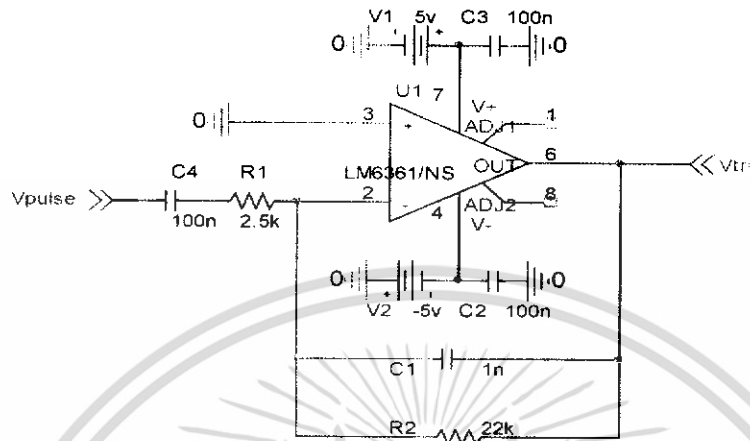 V1 5v C3 100n
0 - + 0
U1 7
V+
3 + ADJ1 1
0
C4 R1 LM6361/NS OUT 6
Vpulse Vtri
100n 2.5k 2 - 4 ADJ2 8
V-
0 0
+ -
V2 -5v C2 100n
C1 1n
R2 22k